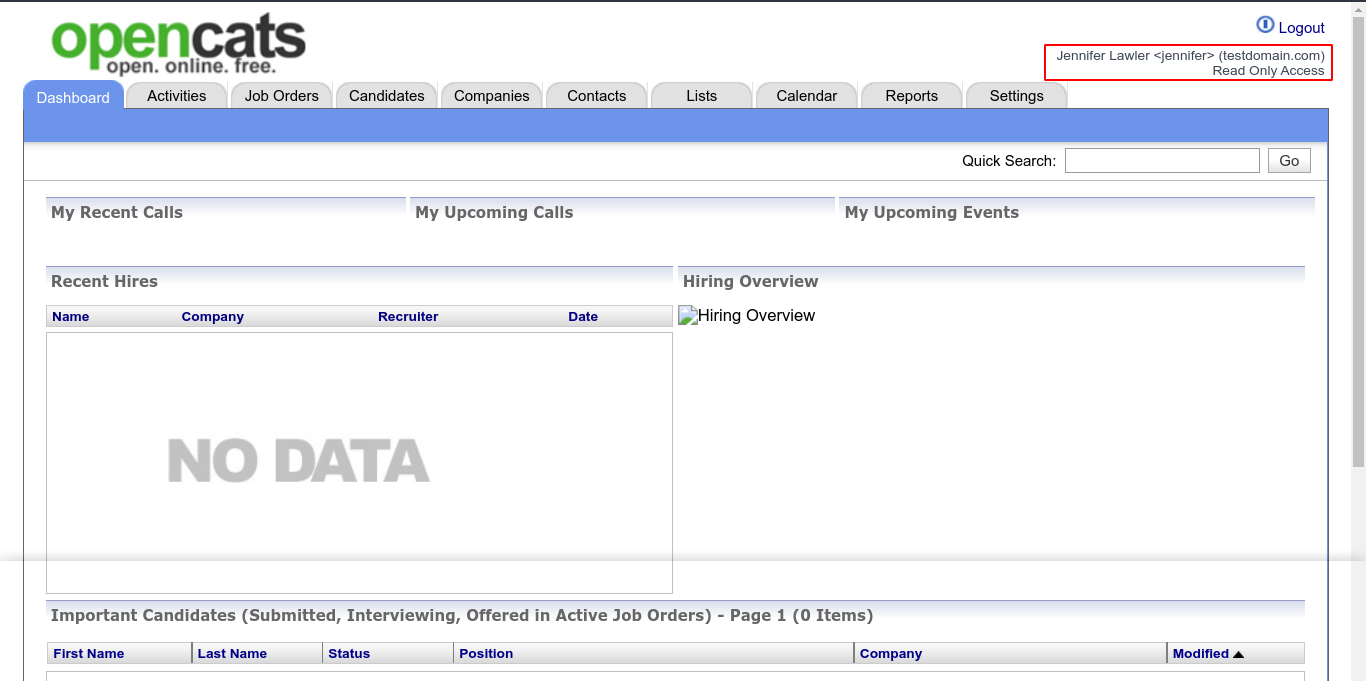 opencats
open. online. free.
Logout
Jennifer Lawler <jennifer> (testdomain.com)
Read Only Access
Dashboard Activities Job Orders Candidates Companies Contacts Lists Calendar Reports Settings
Quick Search: Go
My Recent Calls My Upcoming Calls My Upcoming Events
Recent Hires Hiring Overview
Name Company Recruiter Date Hiring Overview
NO DATA
Important Candidates (Submitted, Interviewing, Offered in Active Job Orders) - Page 1 (0 Items)
First Name Last Name Status Position Company Modified